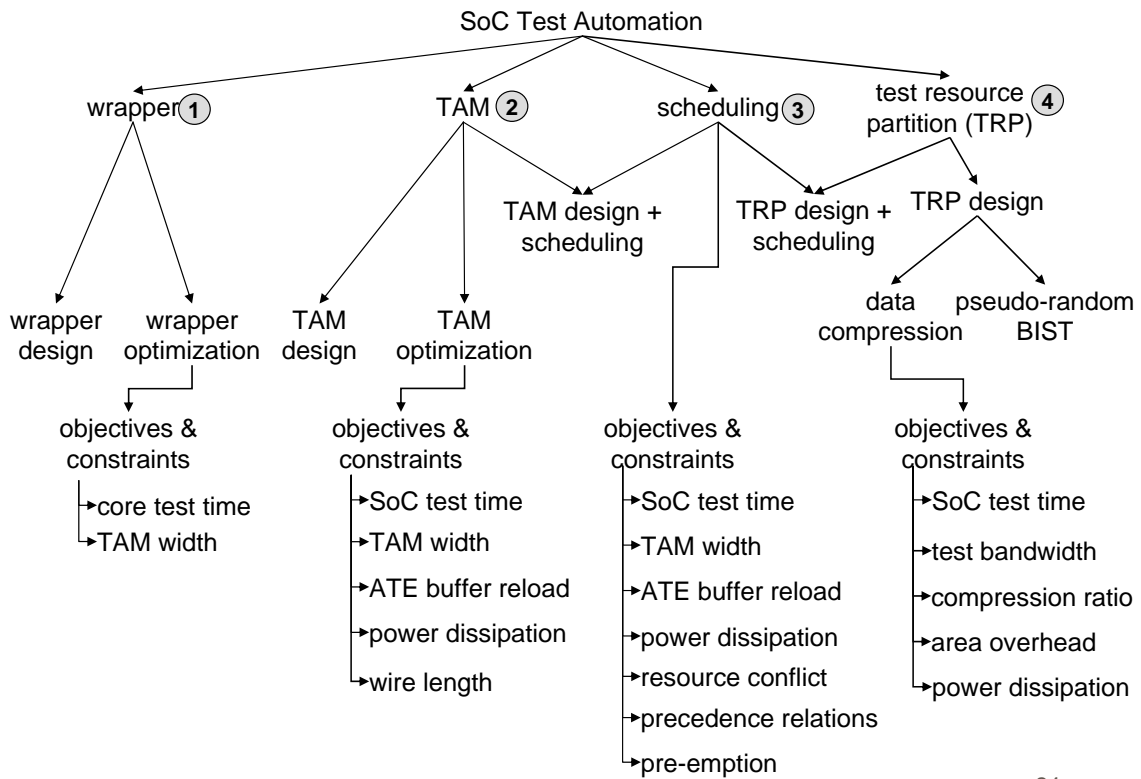 SoC Test Automation
wrapper 1
TAM 2
scheduling 3
test resource
partition (TRP) 4
TAM design +
scheduling
TRP design +
scheduling
TRP design
wrapper
design
wrapper
optimization
TAM
design
TAM
optimization
data
compression
pseudo-random
BIST
objectives &
constraints
core test time
TAM width
objectives &
constraints
SoC test time
TAM width
ATE buffer reload
power dissipation
wire length
objectives &
constraints
SoC test time
TAM width
ATE buffer reload
power dissipation
resource conflict
precedence relations
pre-emption
objectives &
constraints
SoC test time
test bandwidth
compression ratio
area overhead
power dissipation